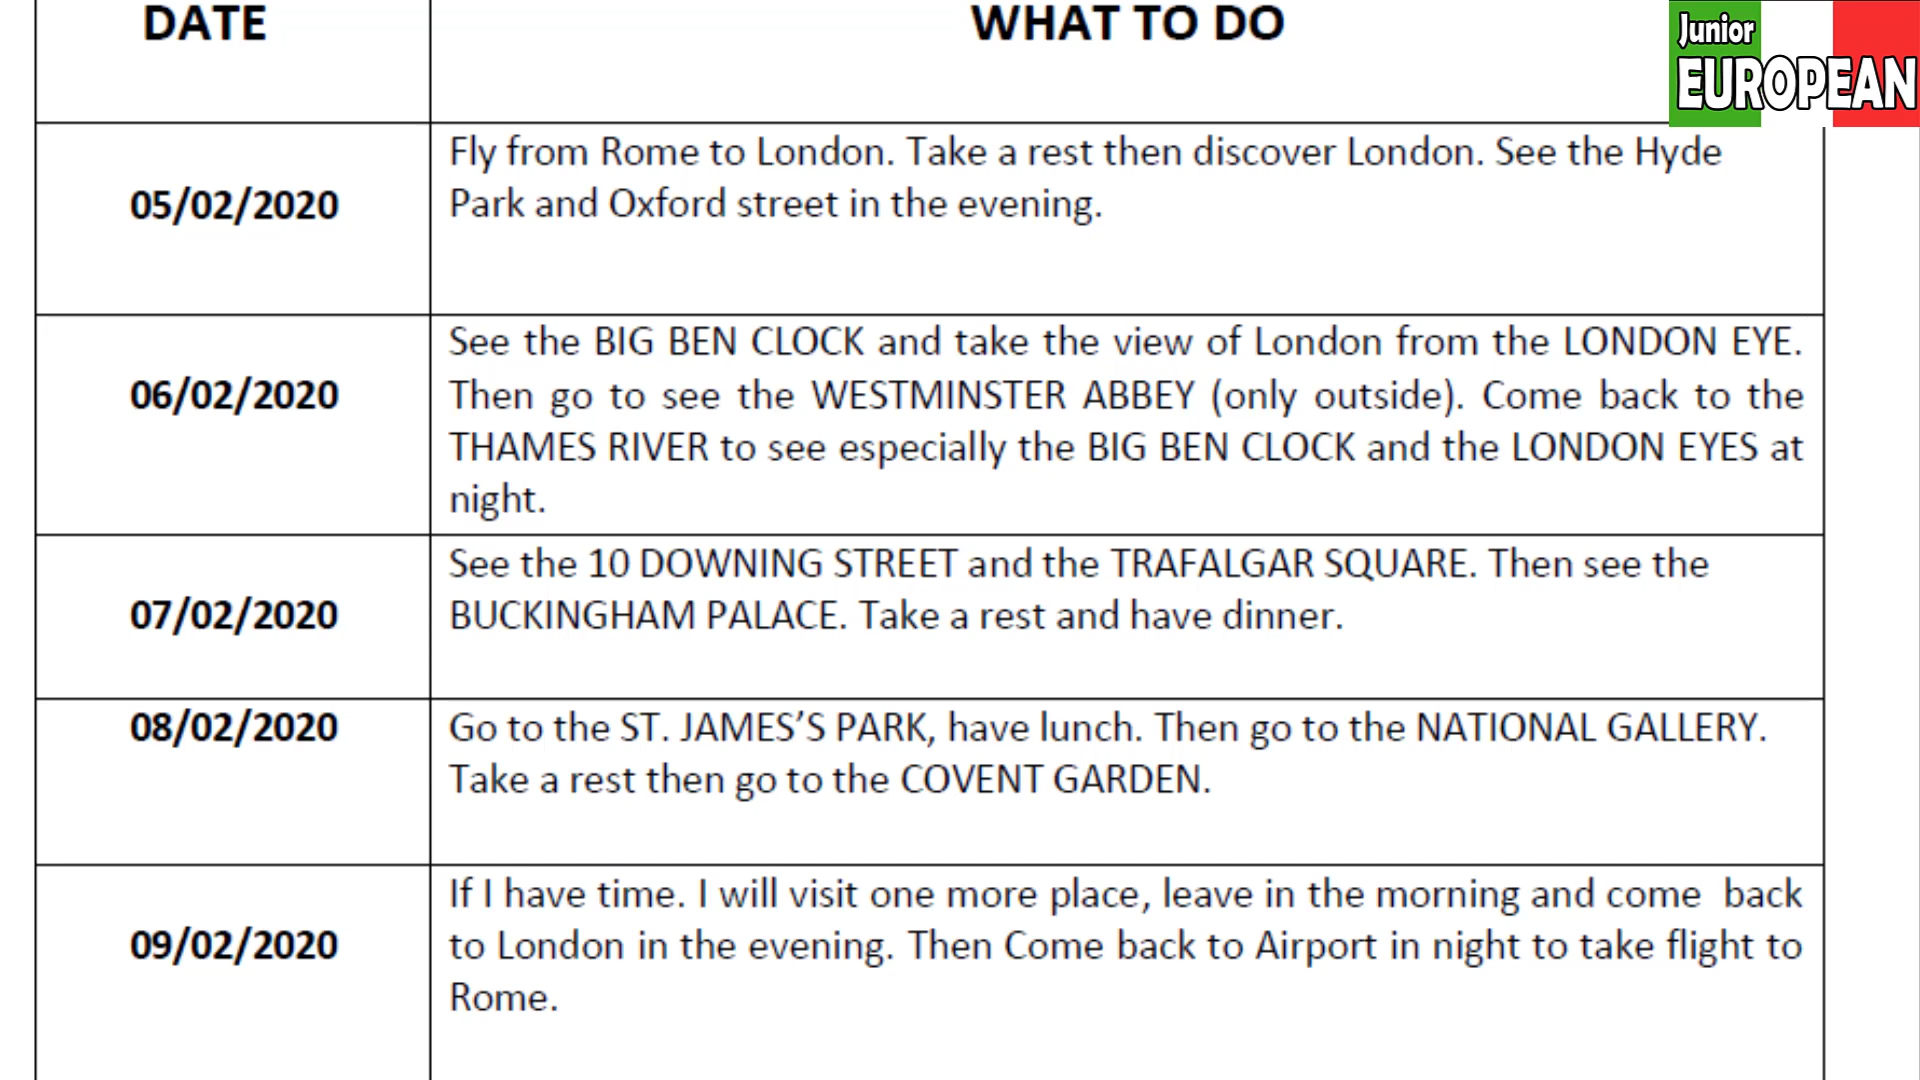 DATE
WHAT TO DO
Junior
EUROPEAN
05/02/2020
Fly from Rome to London. Take a rest then discover London. See the Hyde
Park and Oxford street in the evening.
06/02/2020
See the BIG BEN CLOCK and take the view of London from the LONDON EYE.
Then go to see the WESTMINSTER ABBEY (only outside). Come back to the
THAMES RIVER to see especially the BIG BEN CLOCK and the LONDON EYES at
night.
07/02/2020
See the 10 DOWNING STREET and the TRAFALGAR SQUARE. Then see the
BUCKINGHAM PALACE. Take a rest and have dinner.
08/02/2020
Go to the ST. JAMES’S PARK, have lunch. Then go to the NATIONAL GALLERY.
Take a rest then go to the COVENT GARDEN.
09/02/2020
If I have time. I will visit one more place, leave in the morning and come  back
to London in the evening. Then Come back to Airport in night to take flight to
Rome.